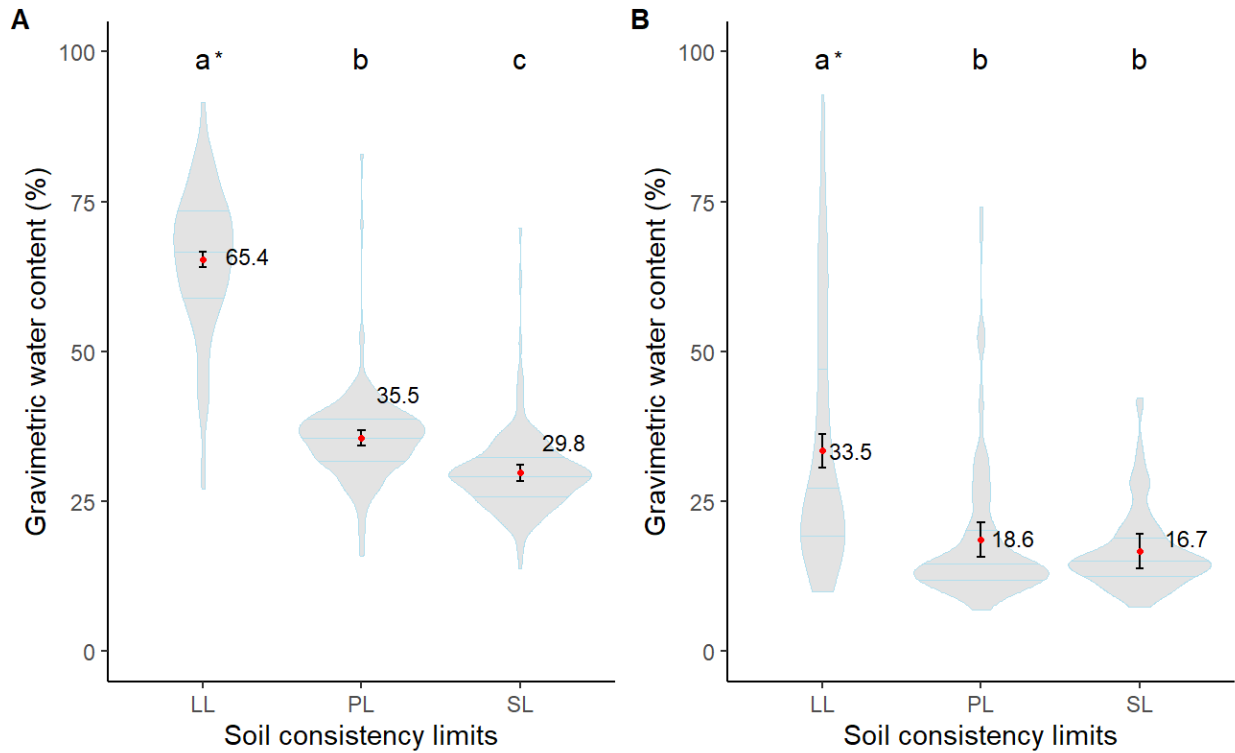 A
Gravimetric water content (%)
100
75
50
25
0
a* b c
65.4
35.5
29.8
LL PL SL
Soil consistency limits
B
Gravimetric water content (%)
100
75
50
25
0
a* b b
33.5
18.6
16.7
LL PL SL
Soil consistency limits